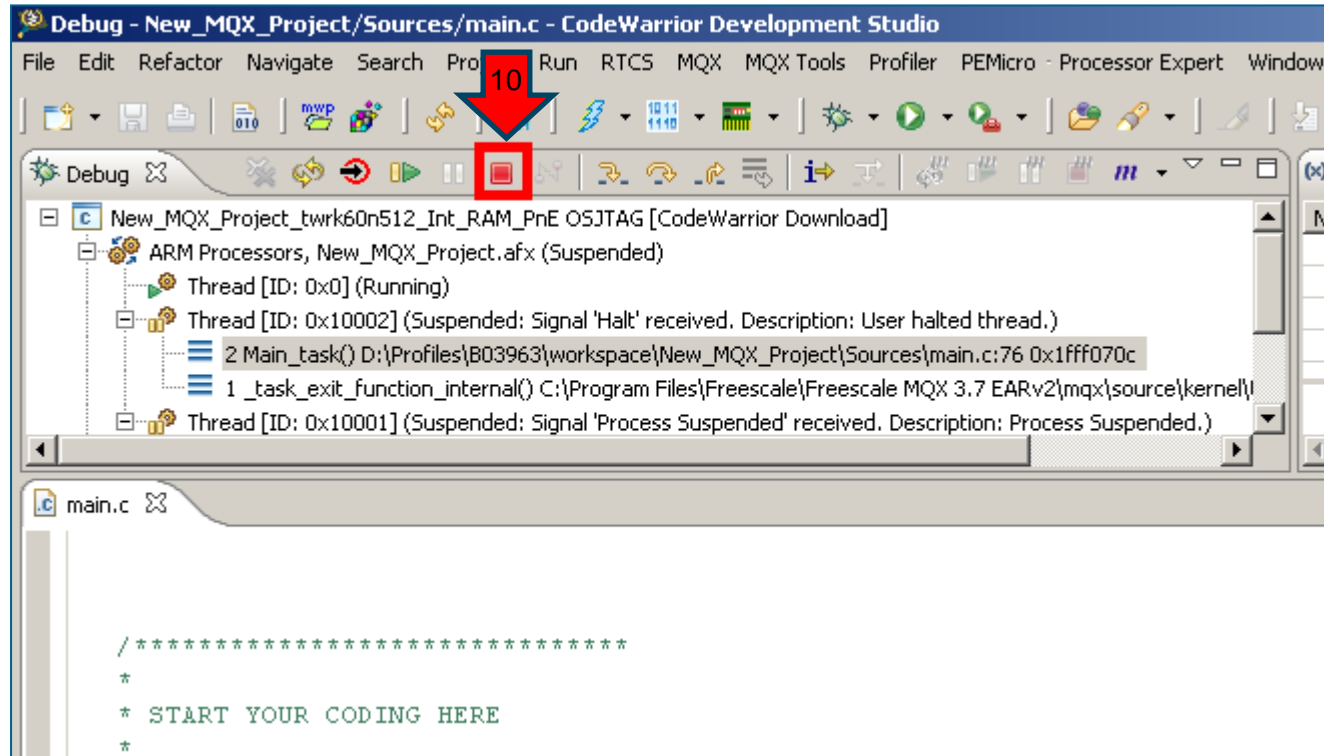 Debug - New_MQX_Project/Sources/main.c - CodeWarrior Development Studio
File Edit Refactor Navigate Search Run RTCS MQX MQX Tools Profiler PEMicro Processor Expert Window
10
010 mwp 1011 1110
Debug i m
New_MQX_Project_twrk60n512_Int_RAM_PnE OSJTAG [CodeWarrior Download]
ARM Processors, New_MQX_Project.afx (Suspended)
Thread [ID: 0x0] (Running)
Thread [ID: 0x10002] (Suspended: Signal 'Halt' received. Description: User halted thread.)
2 Main_task() D:\Profiles\B03963\workspace\New_MQX_Project\Sources\main.c:76 0x1fff070c
1 _task_exit_function_internal() C:\Program Files\Freescale\Freescale MQX 3.7 EARv2\mqx\source\kernel\
Thread [ID: 0x10001] (Suspended: Signal 'Process Suspended' received. Description: Process Suspended.)
.c main.c
/*******************************
*
* START YOUR CODING HERE
*